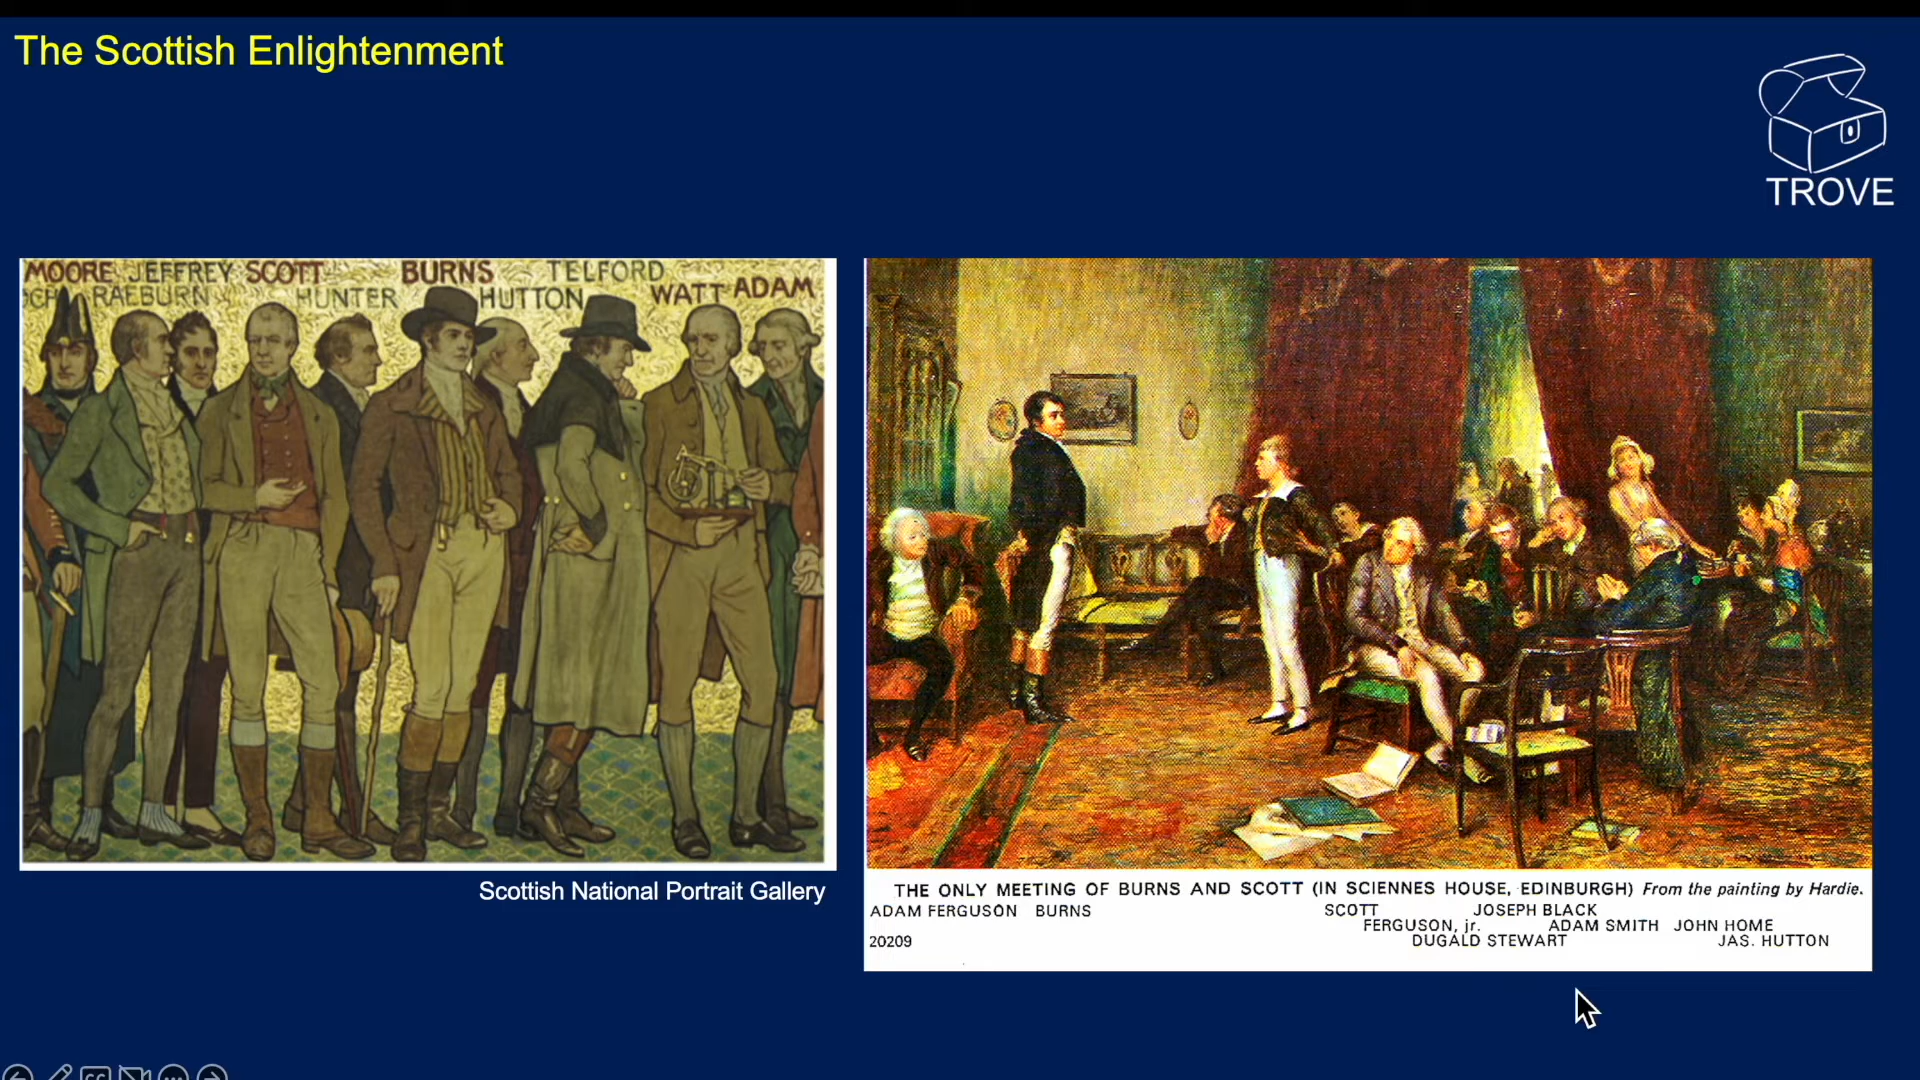 The Scottish Enlightenment
TROVE
MOORE JEFFREY SCOTT BURNS TELFORD
RAEBURN HUNTER HUTTON WATT ADAM
Scottish National Portrait Gallery
THE ONLY MEETING OF BURNS AND SCOTT (IN SCIENNES HOUSE, EDINBURGH) From the painting by Hardie.
ADAM FERGUSON BURNS SCOTT JOSEPH BLACK
FERGUSON, jr. ADAM SMITH JOHN HOME
20209 DUGALD STEWART JAS. HUTTON